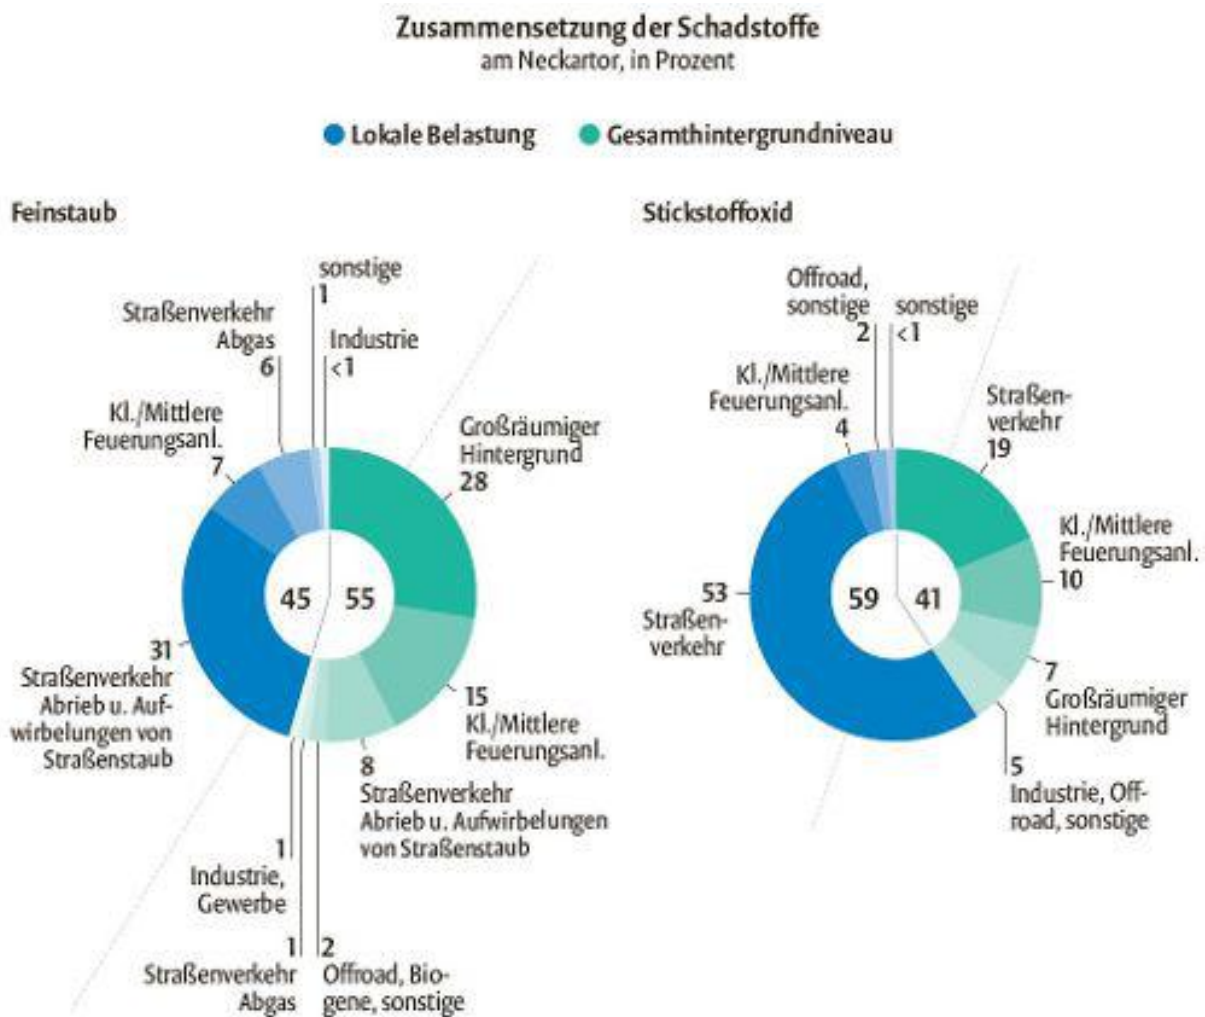 Zusammensetzung der Schadstoffe
am Neckartor, in Prozent
Lokale Belastung
Gesamthintergrundniveau
Feinstaub
sonstige
1
Straßenverkehr
Abgas
6
Industrie
<1
Kl./Mittlere
Feuerungsanl.
7
Großräumiger
Hintergrund
28
45
55
31
Straßenverkehr
Abrieb u. Auf-
wirbelungen von
Straßenstaub
15
Kl./Mittlere
Feuerungsanl.
8
Straßenverkehr
Abrieb u. Aufwirbelungen
von Straßenstaub
1
Industrie,
Gewerbe
1
Straßenverkehr
Abgas
2
Offroad, Bio-
gene, sonstige
Stickstoffoxid
Offroad,
sonstige
2
sonstige
<1
Kl./Mittlere
Feuerungsanl.
4
Straßen-
verkehr
19
Kl./Mittlere
Feuerungsanl.
10
53
Straßen-
verkehr
59
41
7
Großräumiger
Hintergrund
5
Industrie, Off-
road, sonstige